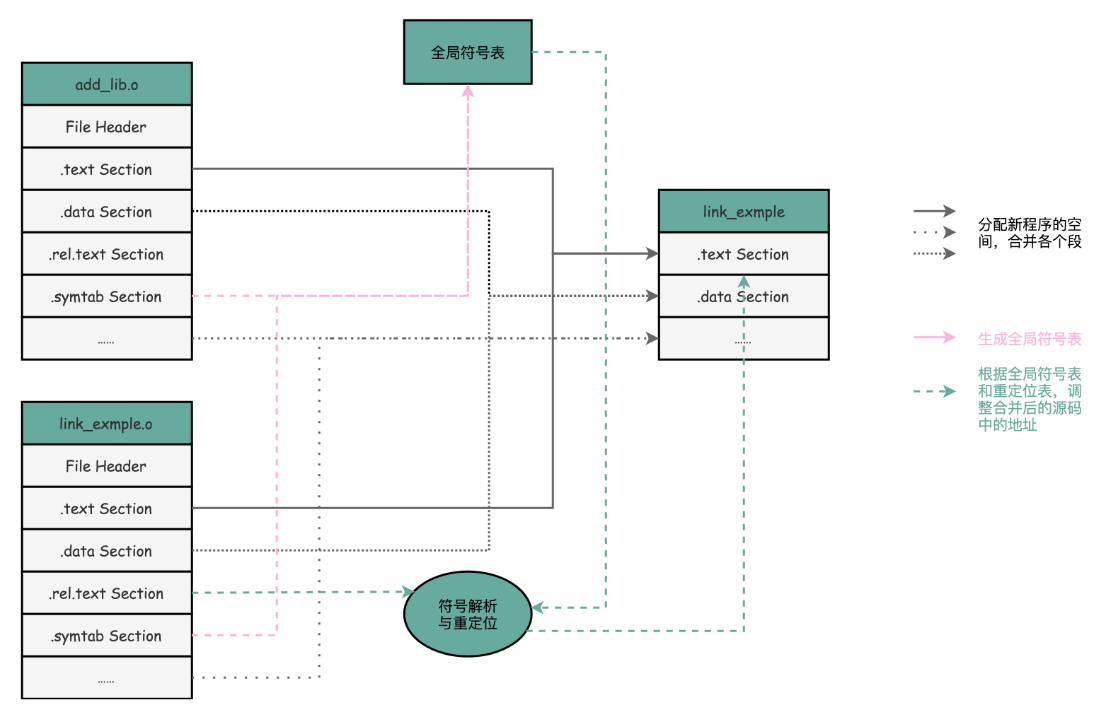 全局符号表
add_lib.o
File Header
.text Section
.data Section
.rel.text Section
.symtab Section
......
link_exmple.o
File Header
.text Section
.data Section
.rel.text Section
.symtab Section
......
符号解析
与重定位
link_exmple
.text Section
.data Section
......
分配新程序的空
间，合并各个段
生成全局符号表
根据全局符号表
和重定位表，调
整合并后的源码
中的地址